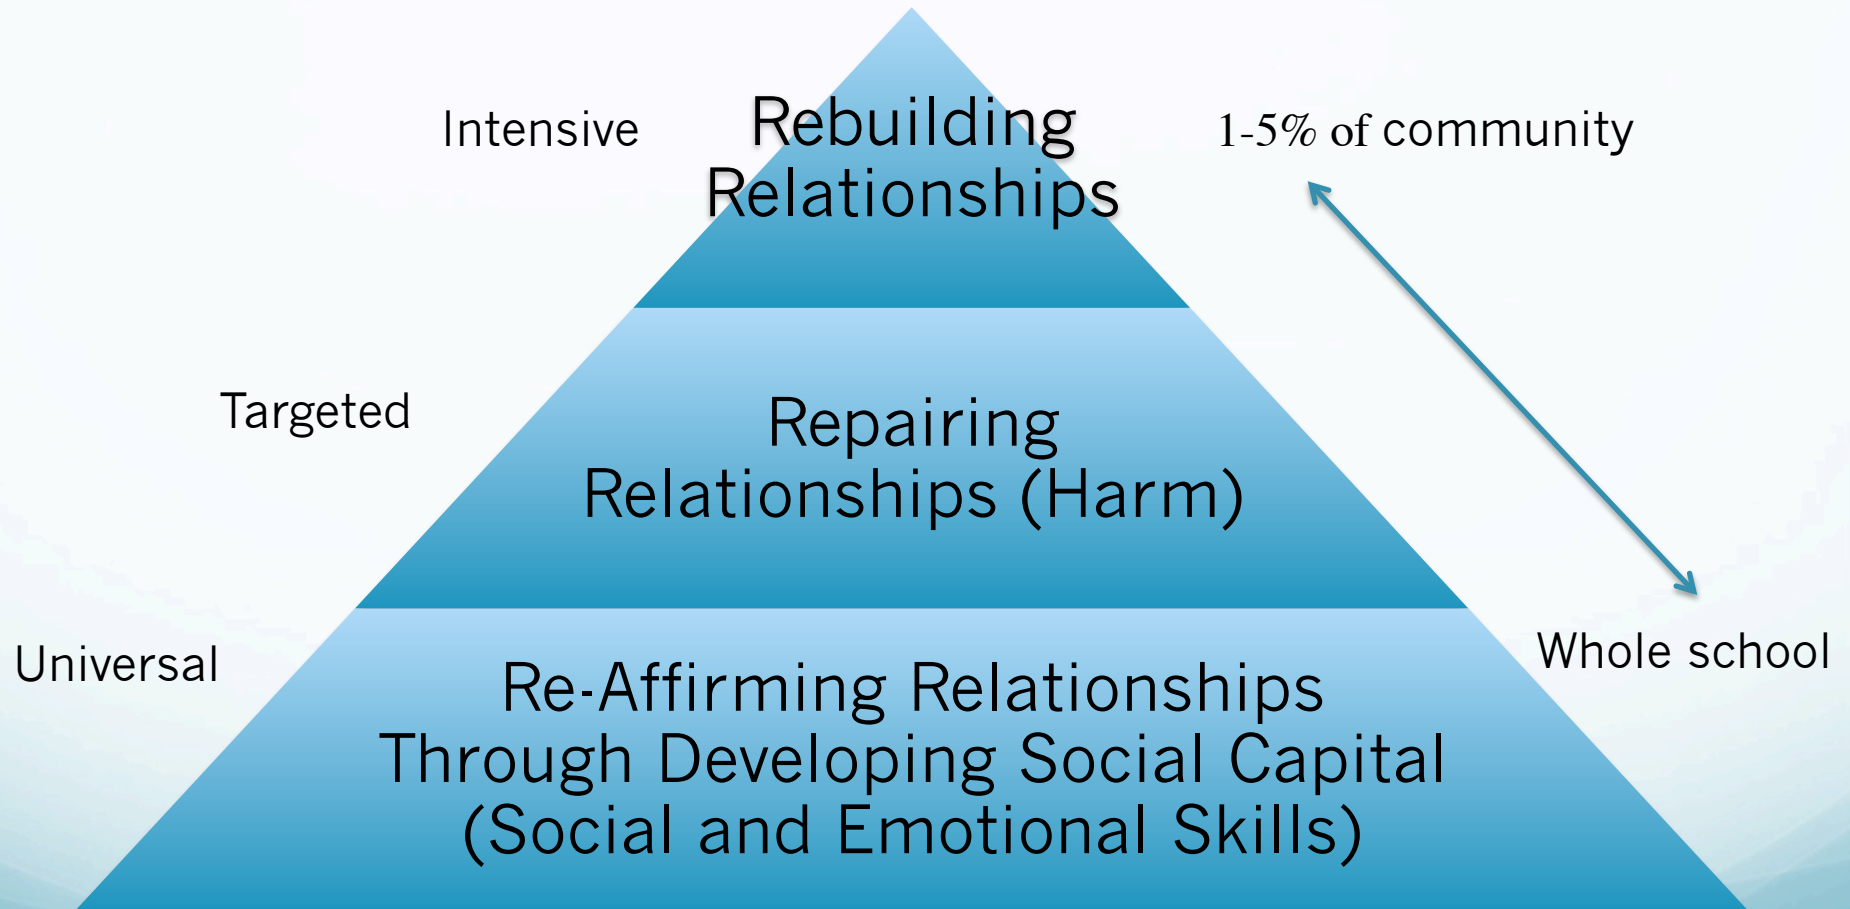 Intensive
Rebuilding
Relationships
1-5% of community
Targeted
Repairing
Relationships (Harm)
Universal
Re-Affirming Relationships
Through Developing Social Capital
(Social and Emotional Skills)
Whole school